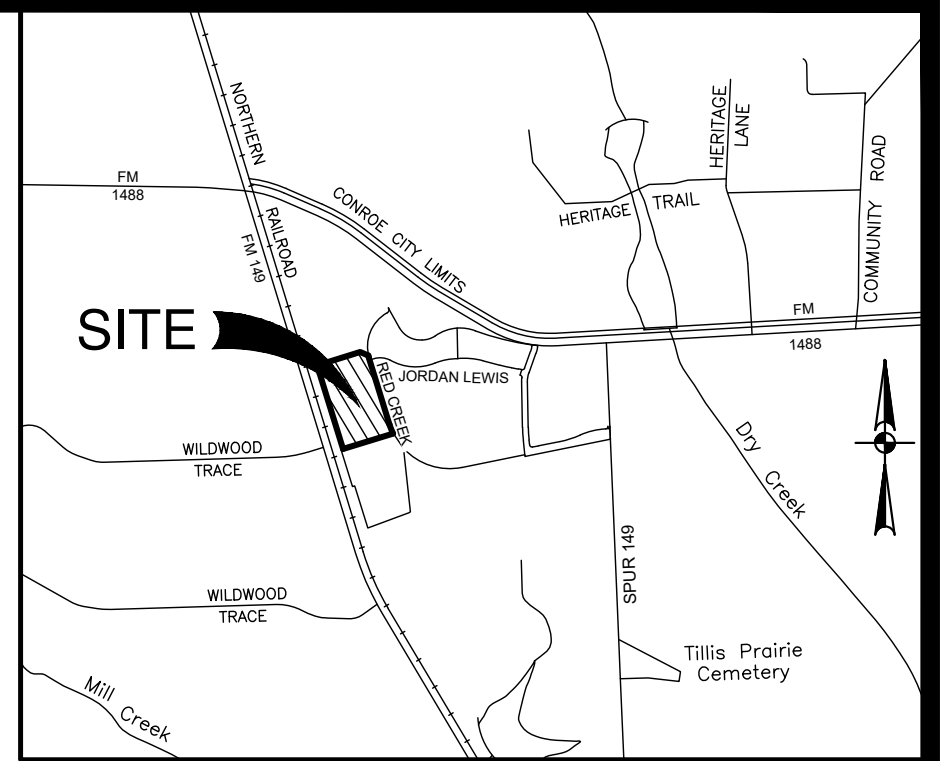 NORTHERN
RAILROAD
FM
1488
FM 149
CONROE CITY LIMITS
HERITAGE
LANE
HERITAGE TRAIL
COMMUNITY ROAD
FM
1488
SITE
RED CREEK
JORDAN LEWIS
WILDWOOD
TRACE
Dry Creek
SPUR 149
WILDWOOD
TRACE
Tillis Prairie
Cemetery
Mill Creek